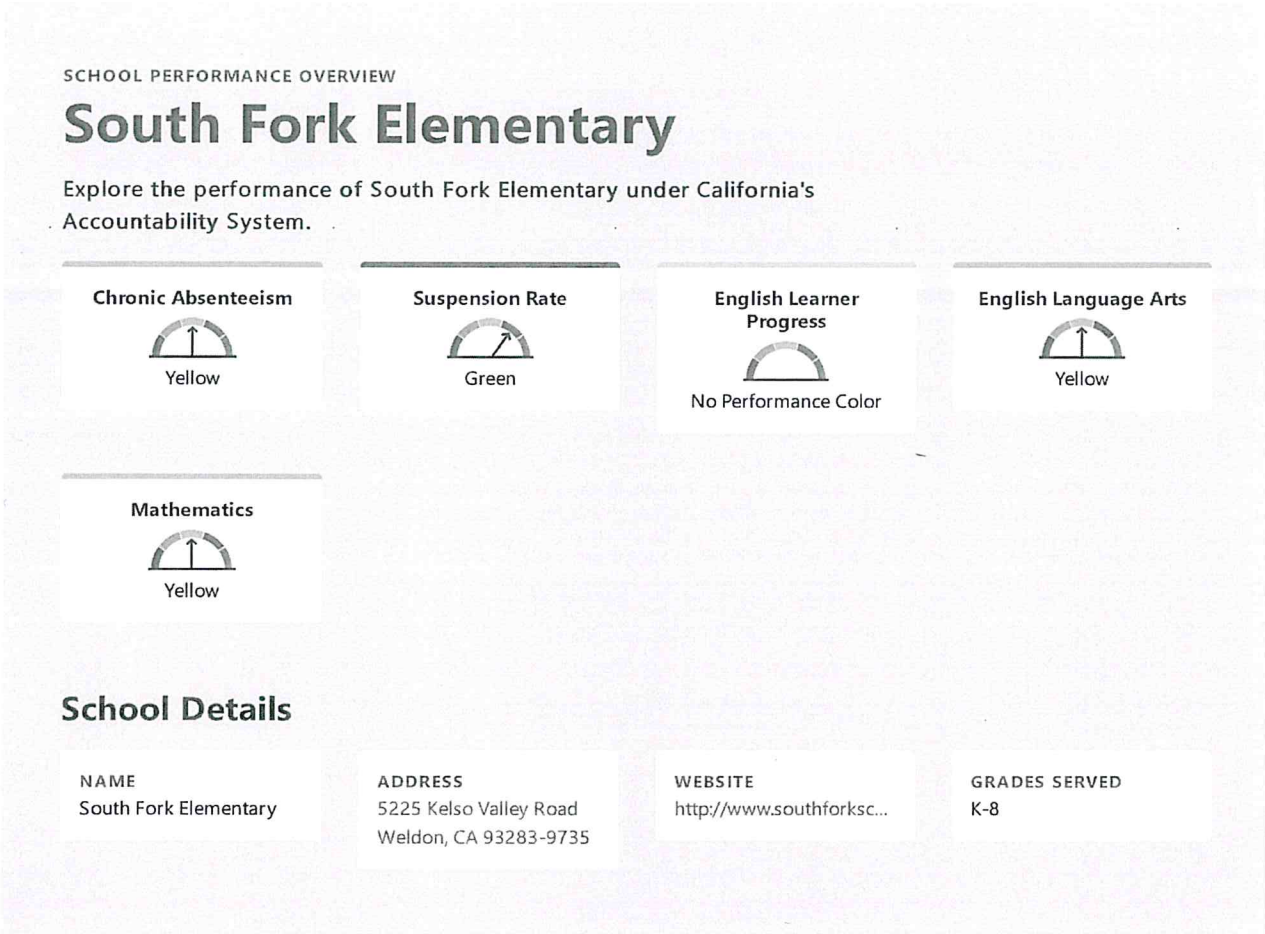 SCHOOL PERFORMANCE OVERVIEW
South Fork Elementary
Explore the performance of South Fork Elementary under California's
Accountability System.
Chronic Absenteeism
Yellow
Suspension Rate
Green
English Learner
Progress
No Performance Color
English Language Arts
Yellow
Mathematics
Yellow
School Details
NAME
South Fork Elementary
ADDRESS
5225 Kelso Valley Road
Weldon, CA 93283-9735
WEBSITE
http://www.southforksc...
GRADES SERVED
K-8